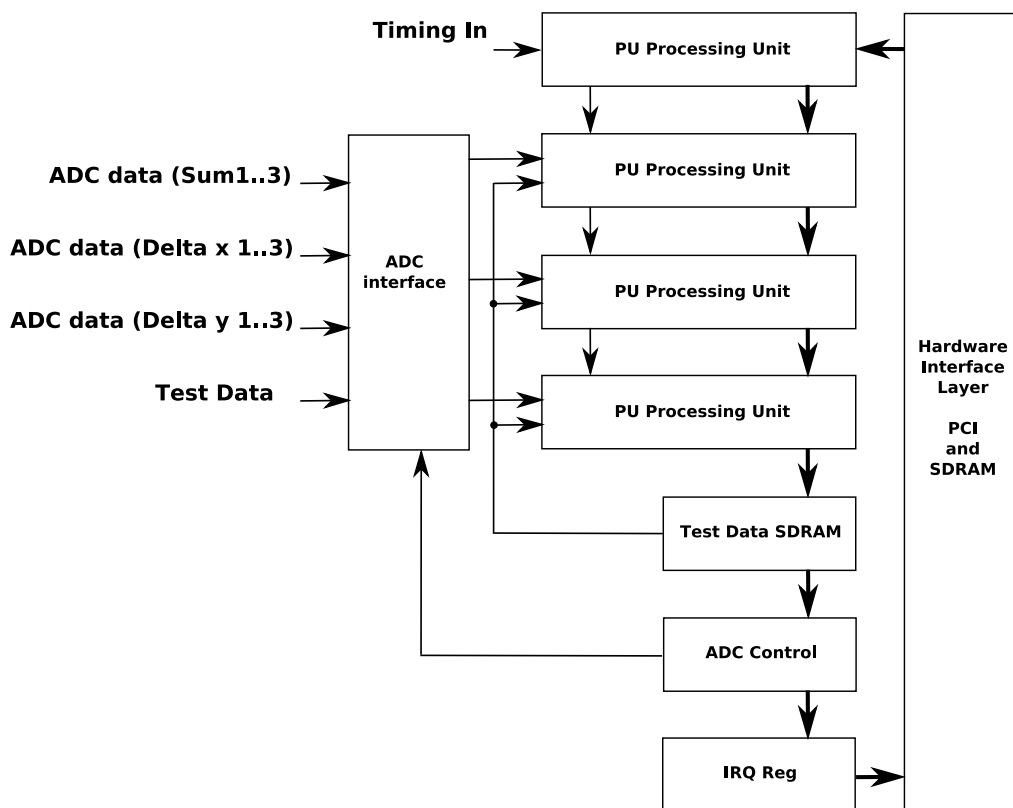 Timing In
PU Processing Unit
PU Processing Unit
ADC data (Sum1..3)
ADC data (Delta x 1..3)
ADC
interface
PU Processing Unit
ADC data (Delta y 1..3)
Test Data
PU Processing Unit
Hardware
Interface
Layer
PCI
and
SDRAM
Test Data SDRAM
ADC Control
IRQ Reg